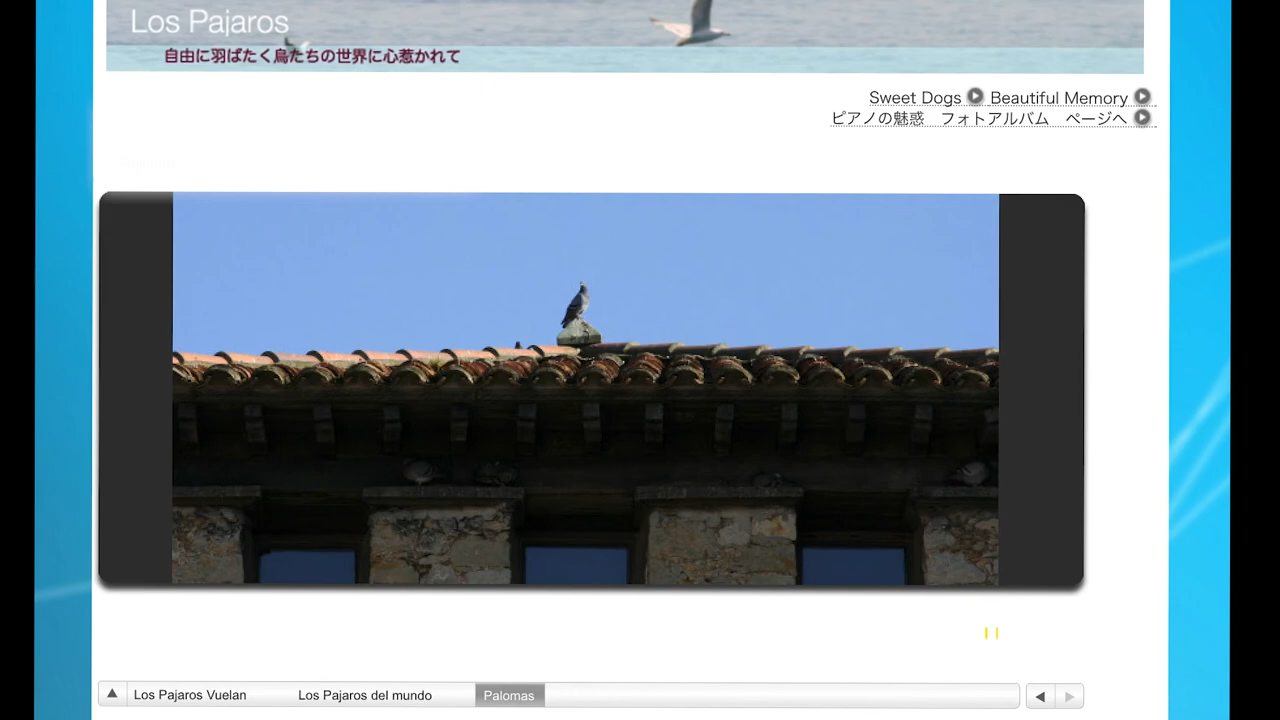 Los Pajaros
自由に羽ばたく鳥たちの世界に心惹かれて
Sweet Dogs Beautiful Memory
ピアノの魅惑 フォトアルバム ページへ
Los Pajaros Vuelan Los Pajaros del mundo Palomas